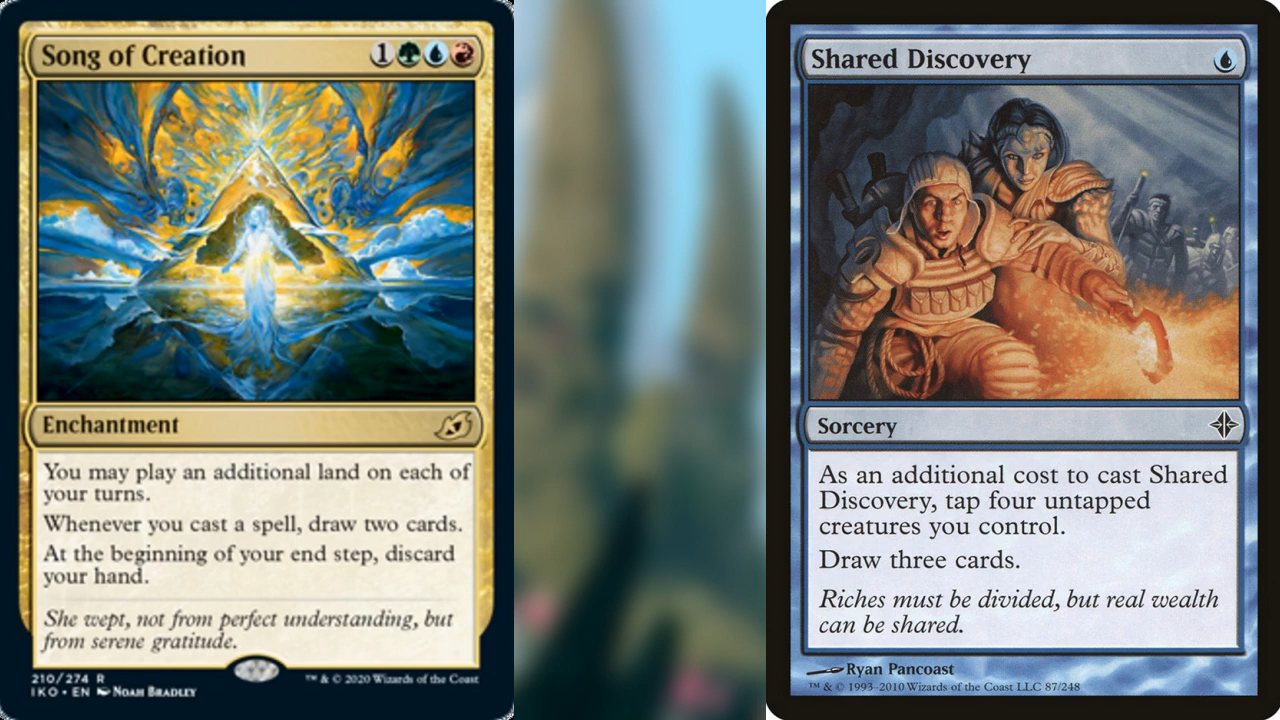 Song of Creation
1
Enchantment
You may play an additional land on each of
your turns.
Whenever you cast a spell, draw two cards.
At the beginning of your end step, discard
your hand.
She wept, not from perfect understanding, but
from serene gratitude.
210/274 R
IKO • EN NOAH BRADLEY
™ & © 2020 Wizards of the Coast
Shared Discovery
Sorcery
As an additional cost to cast Shared
Discovery, tap four untapped
creatures you control.
Draw three cards.
Riches must be divided, but real wealth
can be shared.
Ryan Pancoast
™ & © 1993–2010 Wizards of the Coast LLC 87/248